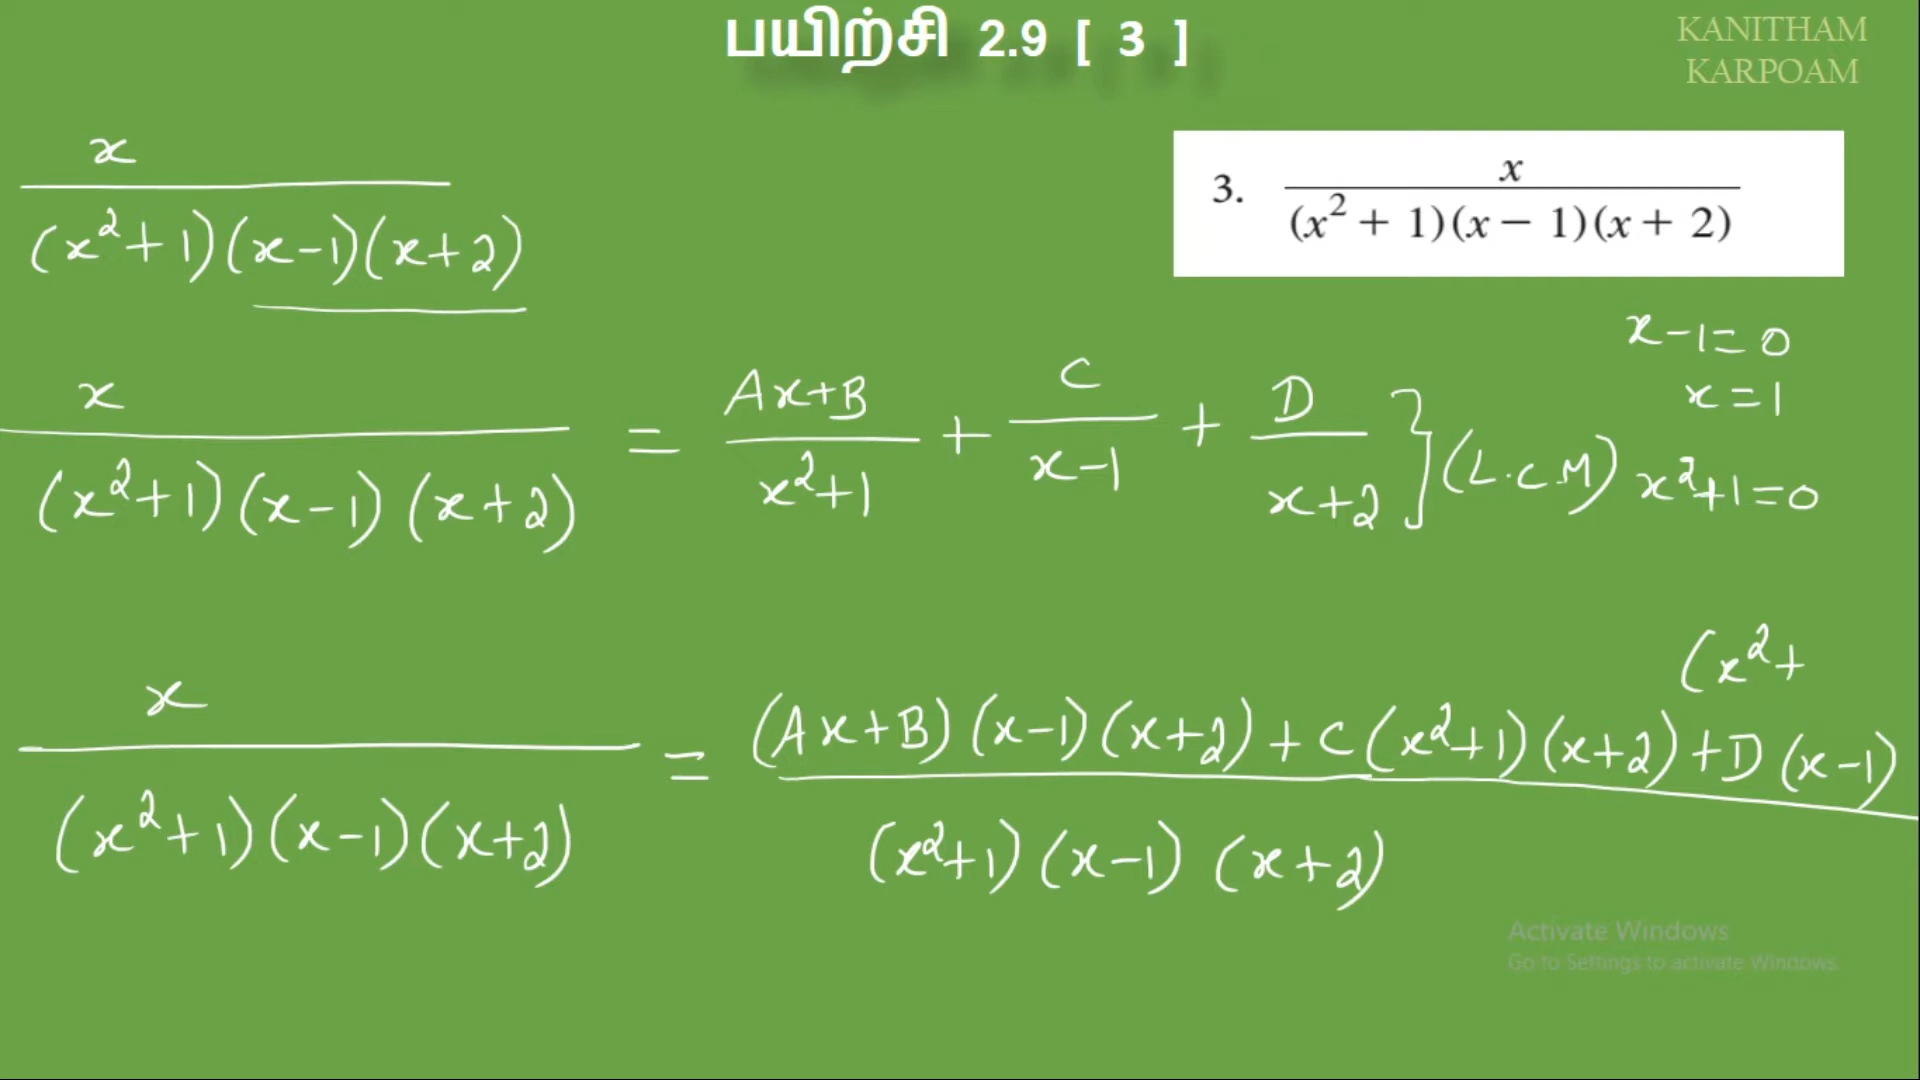 பயிற்சி 2.9 [ 3 ]
KANITHAM
KARPOAM
x
(x²+1)(x-1)(x+2)
3. x
(x² + 1)(x − 1)(x + 2)
x-1=0
x=1
x²+1=0
x / (x²+1)(x-1)(x+2) = Ax+B / x²+1 + C / x-1 + D / x+2 } (L.C.M)
(x²+
x / (x²+1)(x-1)(x+2) = (Ax+B)(x-1)(x+2)+C(x²+1)(x+2)+D(x-1) / (x²+1)(x-1)(x+2)
Activate Windows
Go to Settings to activate Windows.